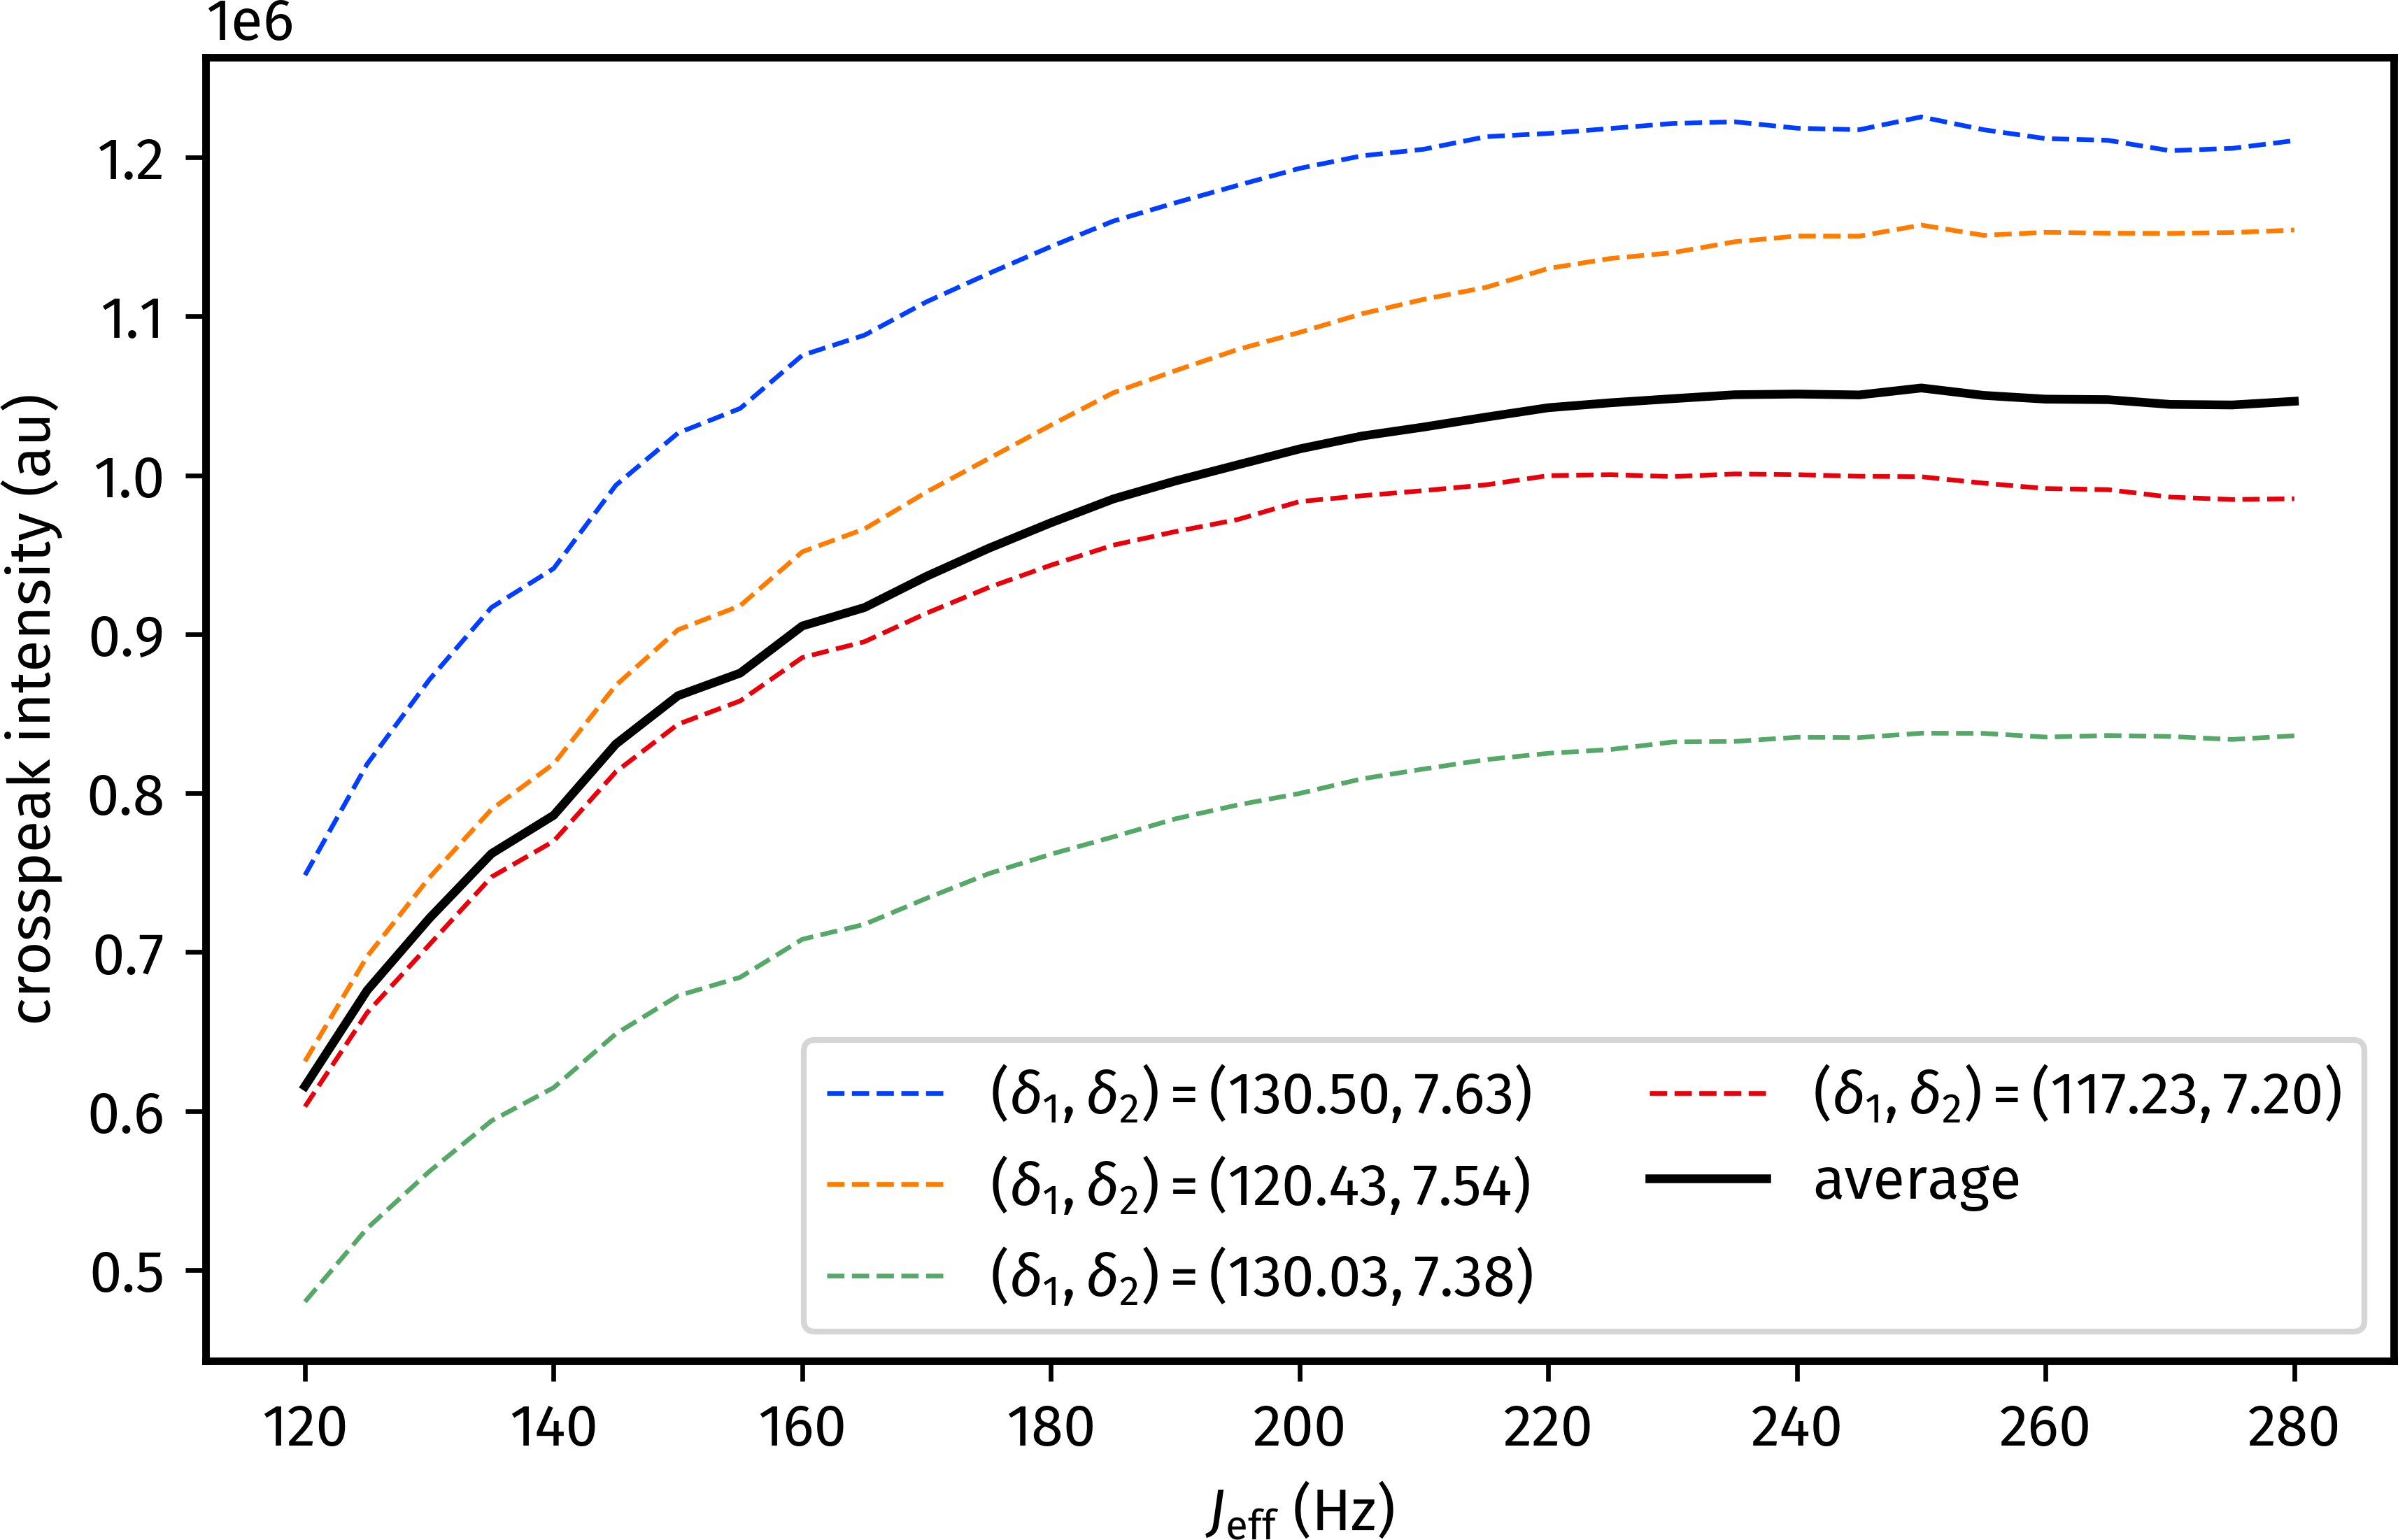 1e6
1.2
1.1
1.0
0.9
0.8
0.7
0.6
0.5
crosspeak intensity (au)
(δ₁, δ₂) = (130.50, 7.63)
(δ₁, δ₂) = (120.43, 7.54)
(δ₁, δ₂) = (130.03, 7.38)
(δ₁, δ₂) = (117.23, 7.20)
average
120 140 160 180 200 220 240 260 280
J_eff (Hz)